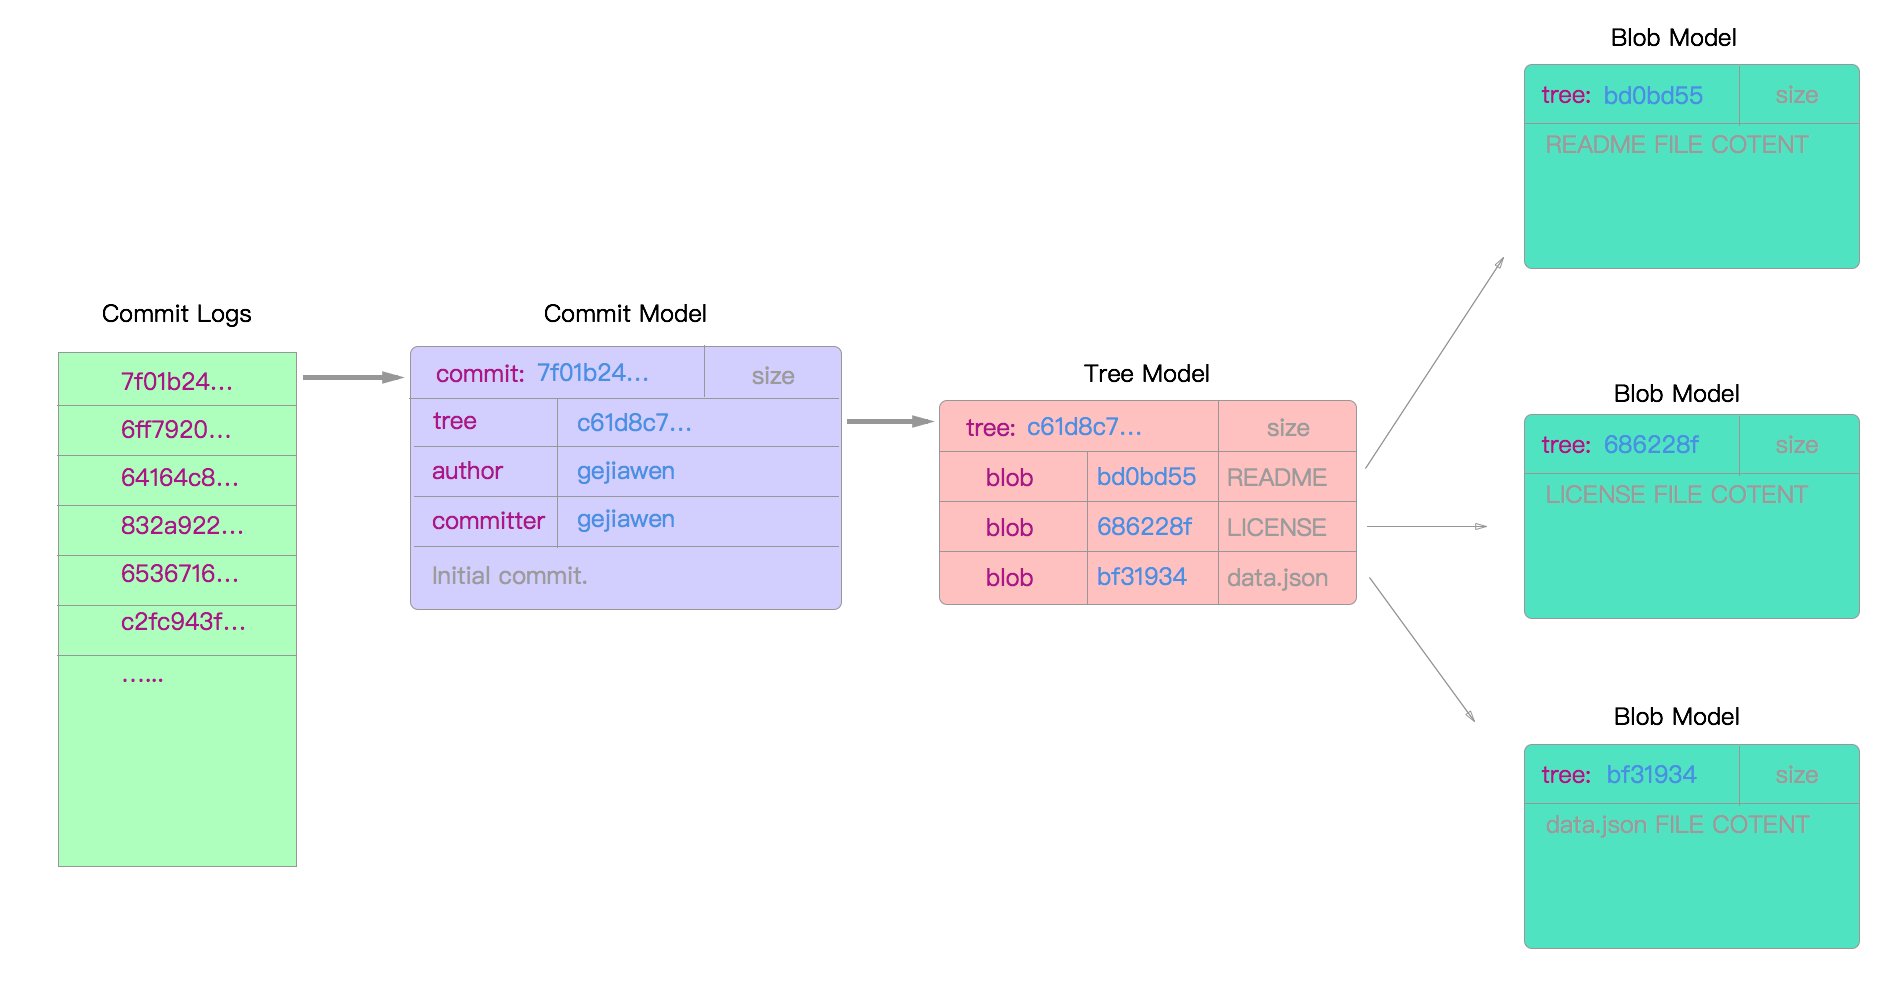 Commit Logs
7f01b24...
6ff7920...
64164c8...
832a922...
6536716...
c2fc943f...
......
Commit Model
commit: 7f01b24... size
tree c61d8c7...
author gejiawen
committer gejiawen
Initial commit.
Tree Model
tree: c61d8c7... size
blob bd0bd55 README
blob 686228f LICENSE
blob bf31934 data.json
Blob Model
tree: bd0bd55 size
README FILE COTENT
Blob Model
tree: 686228f size
LICENSE FILE COTENT
Blob Model
tree: bf31934 size
data.json FILE COTENT